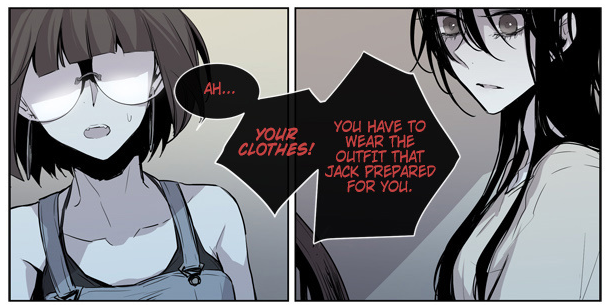 AH...
YOUR
CLOTHES!
YOU HAVE TO
WEAR THE
OUTFIT THAT
JACK PREPARED
FOR YOU.